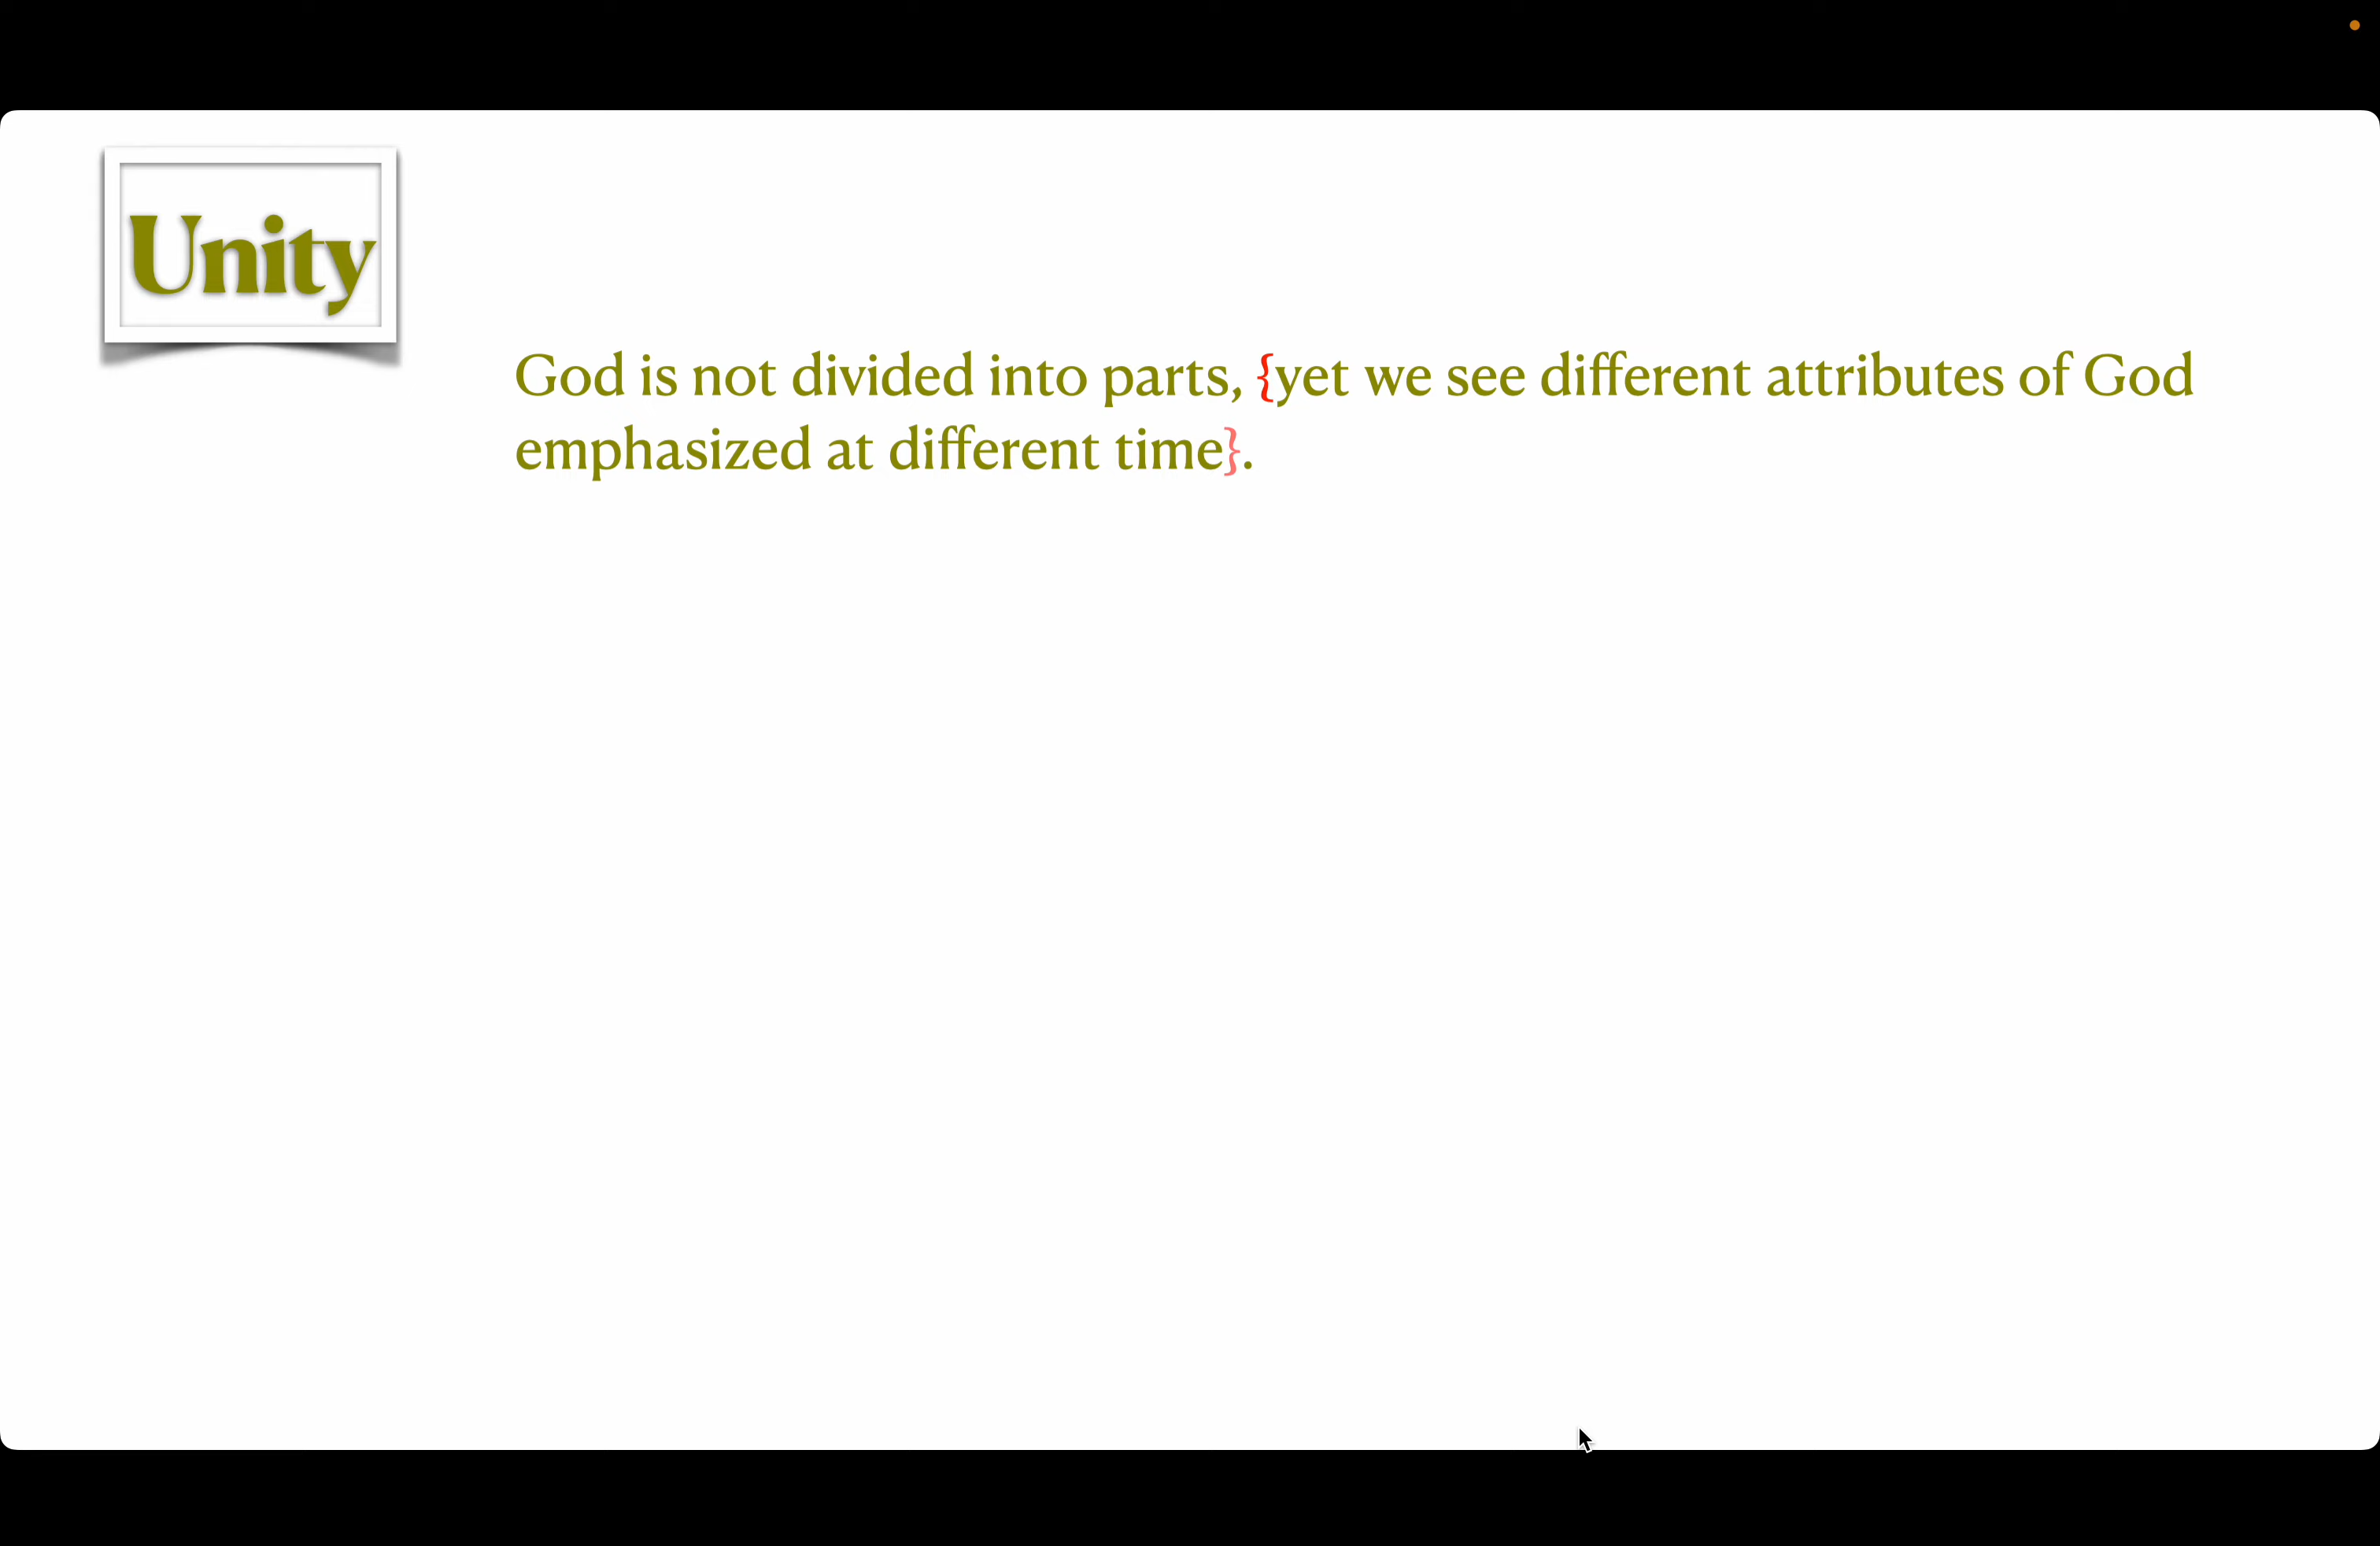 Unity
God is not divided into parts, {yet we see different attributes of God
emphasized at different time}.